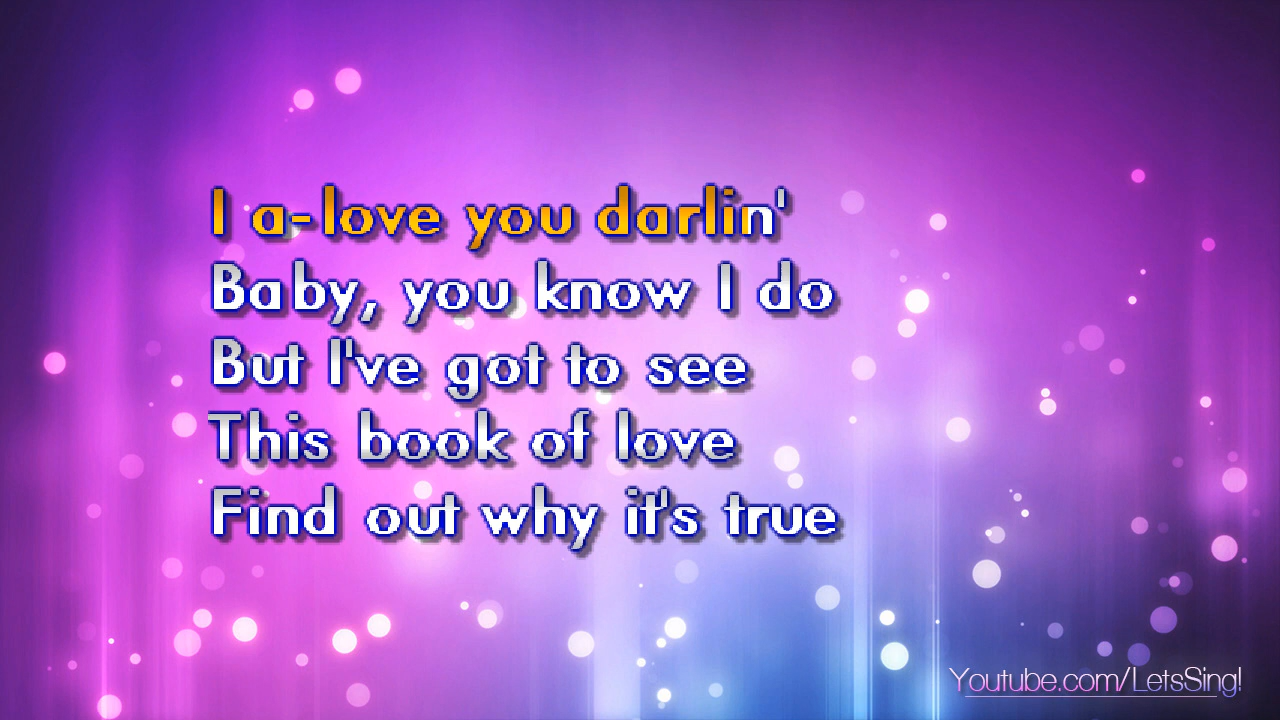 I a-love you darlin'
Baby, you know I do
But I've got to see
This book of love
Find out why it's true
Youtube.com/LetsSing!